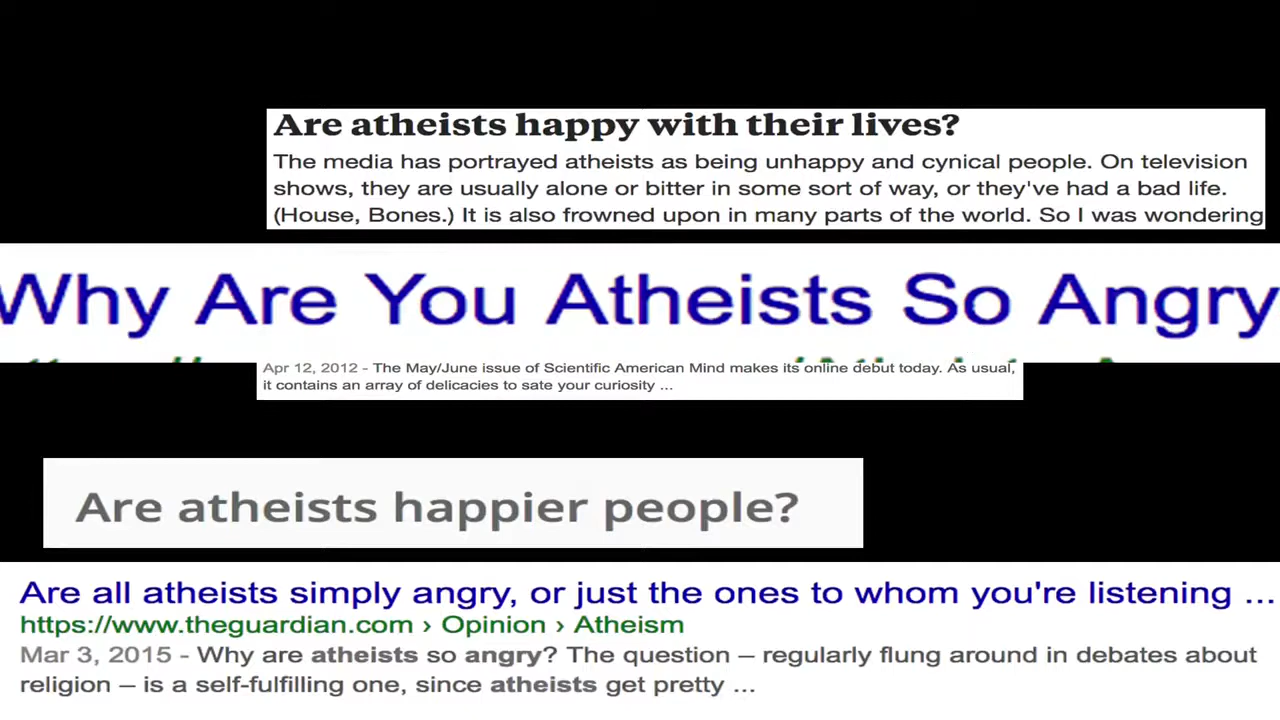 Are atheists happy with their lives?
The media has portrayed atheists as being unhappy and cynical people. On television
shows, they are usually alone or bitter in some sort of way, or they've had a bad life.
(House, Bones.) It is also frowned upon in many parts of the world. So I was wondering
Why Are You Atheists So Angry
Apr 12, 2012 - The May/June issue of Scientific American Mind makes its online debut today. As usual,
it contains an array of delicacies to sate your curiosity ...
Are atheists happier people?
Are all atheists simply angry, or just the ones to whom you're listening ...
https://www.theguardian.com › Opinion › Atheism
Mar 3, 2015 - Why are atheists so angry? The question – regularly flung around in debates about
religion – is a self-fulfilling one, since atheists get pretty ...